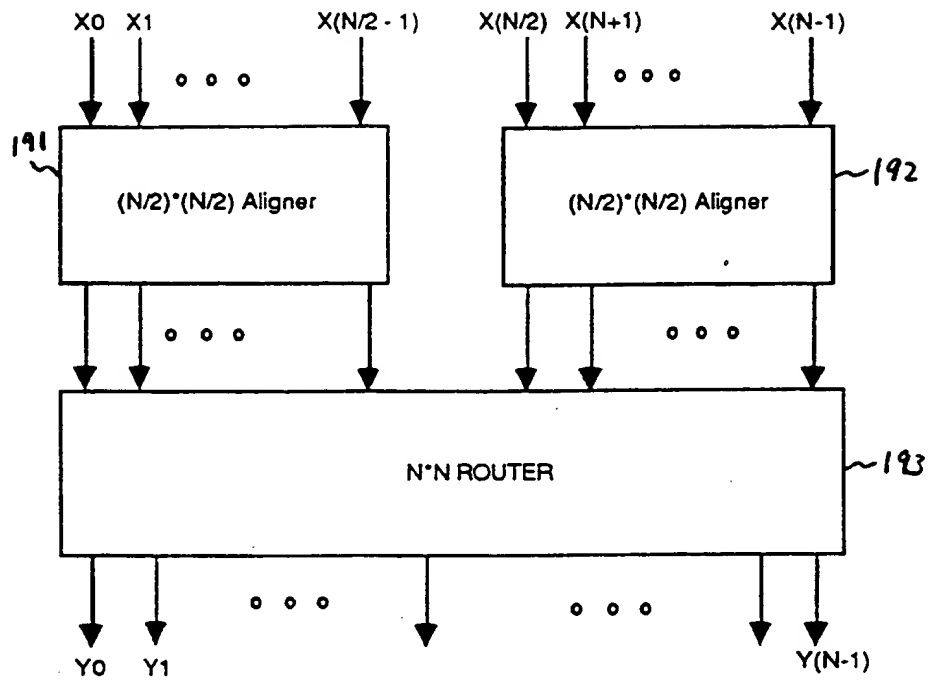 X0 X1 X(N/2 - 1) X(N/2) X(N+1) X(N-1)
191
(N/2)*(N/2) Aligner (N/2)*(N/2) Aligner
192
N*N ROUTER
193
Y0 Y1 Y(N-1)